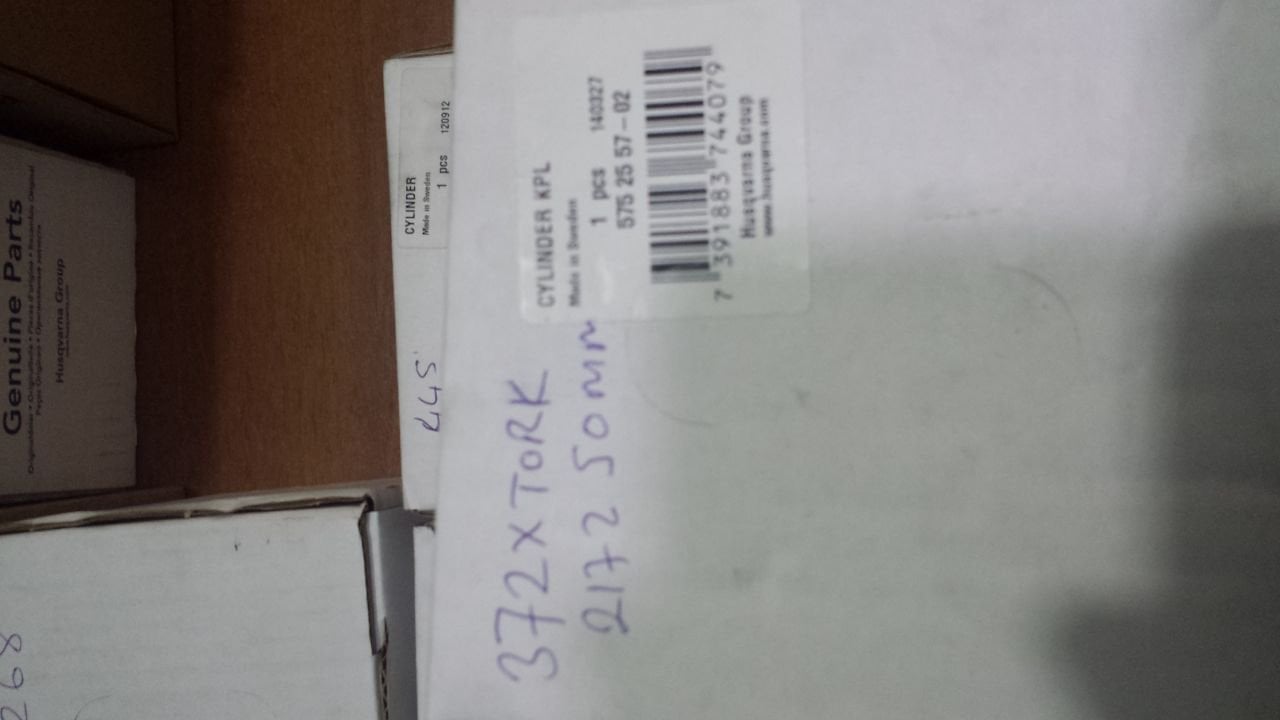 Genuine Parts
Husqvarna Group
268
CYLINDER
Made in Sweden
1 pcs 120912
445
CYLINDER KPL
Made in Sweden
1 pcs 140327
575 25 57-02
7 391883 744079
Husqvarna Group
www.husqvarna.com
372XTORK
2172 50mm